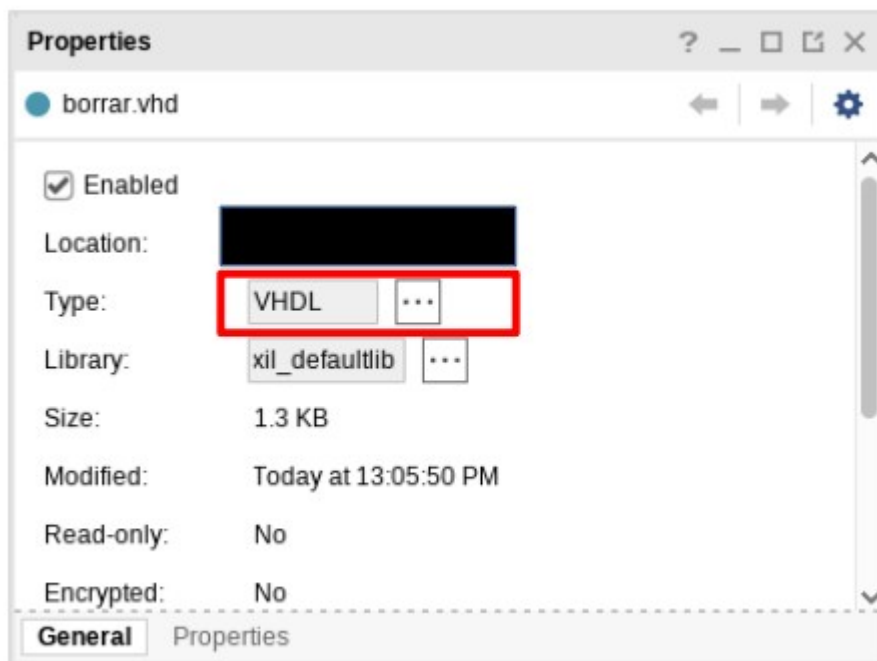 Properties ?
borrar.vhd
Enabled
Location:
Type: VHDL ...
Library: xil_defaultlib ...
Size: 1.3 KB
Modified: Today at 13:05:50 PM
Read-only: No
Encrypted: No
General Properties